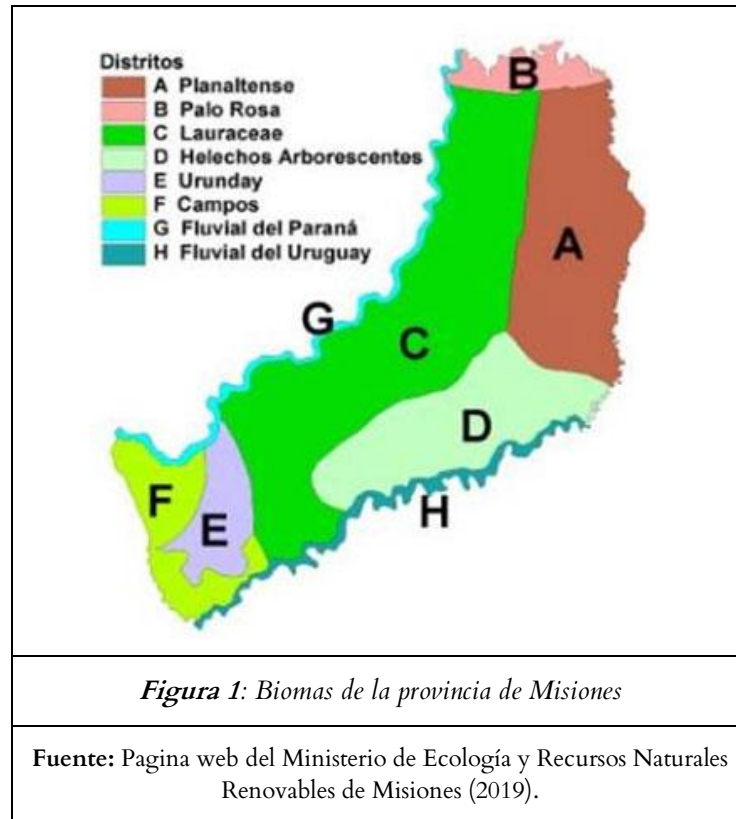 Distritos
A Planaltense
B Palo Rosa
C Lauraceae
D Helechos Arborescentes
E Urunday
F Campos
G Fluvial del Paraná
H Fluvial del Uruguay
B
A
G
C
D
F
E
H
Figura 1: Biomas de la provincia de Misiones
Fuente: Pagina web del Ministerio de Ecología y Recursos Naturales
Renovables de Misiones (2019).